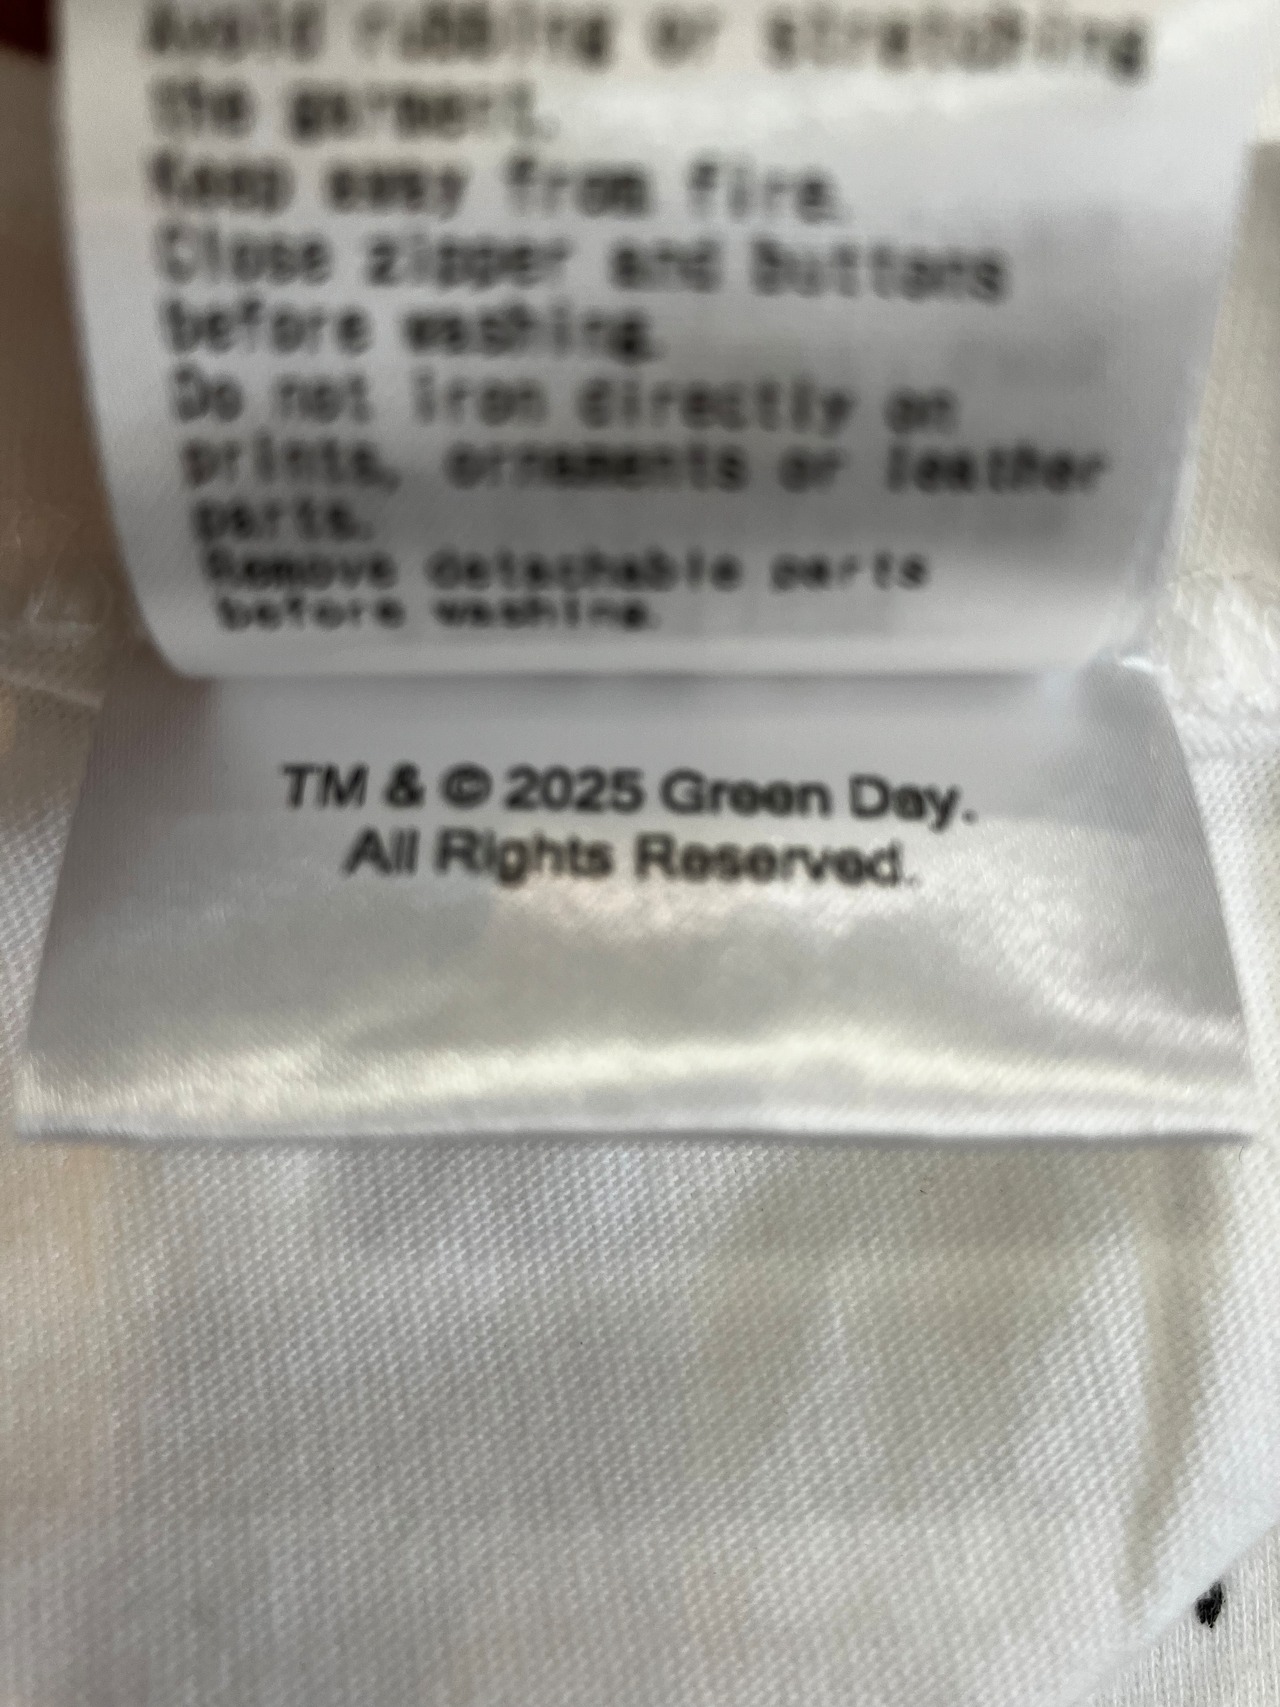 Avoid rubbing or stretching
the garment.
Keep away from fire.
Close zipper and buttons
before washing.
Do not iron directly on
prints, ornaments or leather
parts.
Remove detachable parts
before washing.
TM & © 2025 Green Day.
All Rights Reserved.